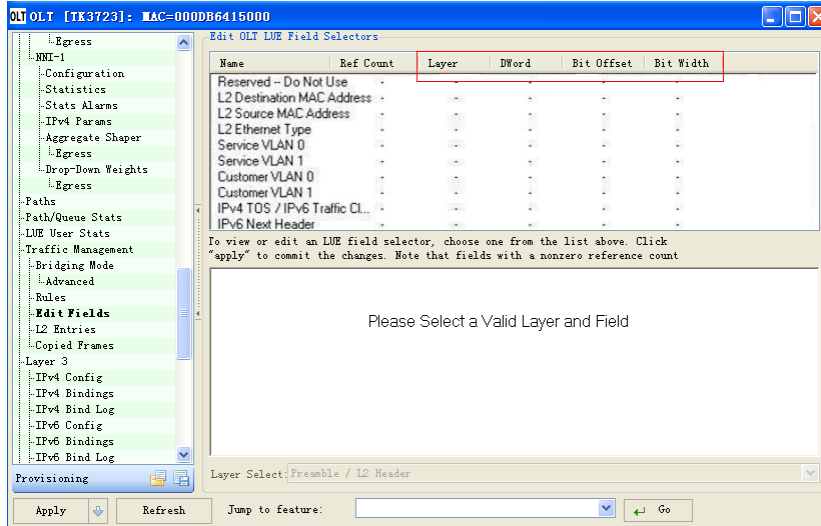 OLT OLT [TK3723]: MAC=000DB6415000
Egress
NNI-1
Configuration
Statistics
Stats Alarms
IPv4 Params
Aggregate Shaper
Egress
Drop-Down Weights
Egress
Paths
Path/Queue Stats
LUE User Stats
Traffic Management
Bridging Mode
Advanced
Rules
Edit Fields
L2 Entries
Copied Frames
Layer 3
IPv4 Config
IPv4 Bindings
IPv4 Bind Log
IPv6 Config
IPv6 Bindings
IPv6 Bind Log
Provisioning
Edit OLT LUE Field Selectors
Name Ref Count Layer DWord Bit Offset Bit Width
Reserved -- Do Not Use - - - - -
L2 Destination MAC Address - - - - -
L2 Source MAC Address - - - - -
L2 Ethernet Type - - - - -
Service VLAN 0 - - - - -
Service VLAN 1 - - - - -
Customer VLAN 0 - - - - -
Customer VLAN 1 - - - - -
IPv4 TOS / IPv6 Traffic Cl... - - - - -
IPv6 Next Header - - - - -
To view or edit an LUE field selector, choose one from the list above. Click
"apply" to commit the changes. Note that fields with a nonzero reference count
Please Select a Valid Layer and Field
Layer Select: Preamble / L2 Header
Apply Refresh Jump to feature: Go